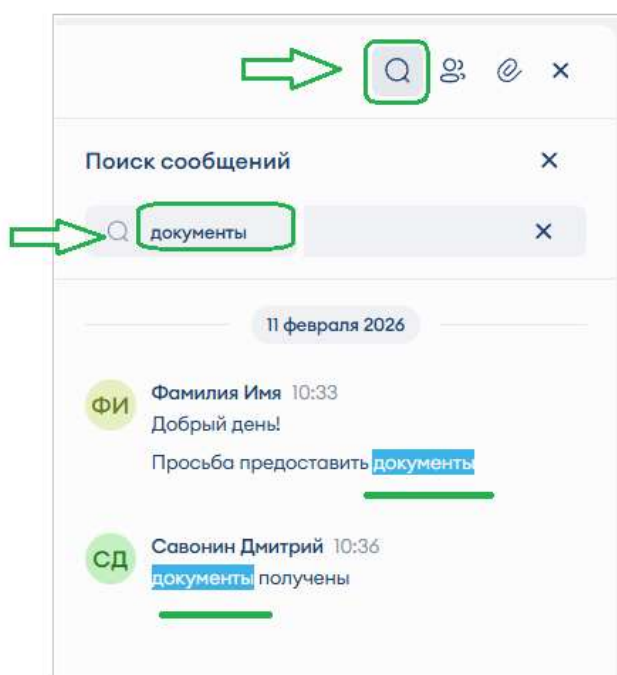 Поиск сообщений
документы
11 февраля 2026
ФИ
Фамилия Имя 10:33
Добрый день!
Просьба предоставить документы
СД
Савонин Дмитрий 10:36
документы получены